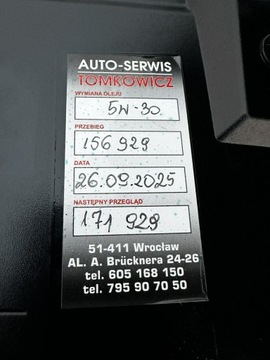 AUTO-SERWIS
TOMKOWICZ
WYMIANA OLEJU
5W-30
PRZEBIEG
156 929
DATA
26.09.2025
NASTĘPNY PRZEGLĄD
171 929
51-411 Wrocław
AL. A. Brücknera 24-26
tel. 605 168 150
tel. 795 90 70 50